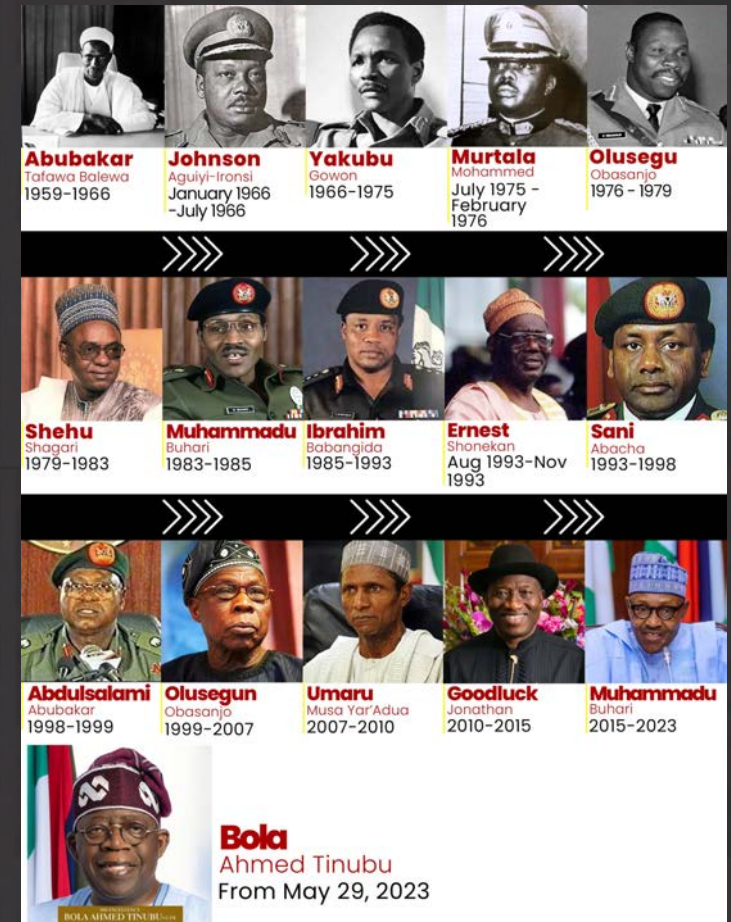 Abubakar
Tafawa Balewa
1959-1966
Johnson
Aguiyi-Ironsi
January 1966
-July 1966
Yakubu
Gowon
1966-1975
Murtala
Mohammed
July 1975 -
February
1976
Olusegu
Obasanjo
1976 - 1979
Shehu
Shagari
1979-1983
Muhammadu
Buhari
1983-1985
Ibrahim
Babangida
1985-1993
Ernest
Shonekan
Aug 1993-Nov
1993
Sani
Abacha
1993-1998
Abdulsalami
Abubakar
1998-1999
Olusegun
Obasanjo
1999-2007
Umaru
Musa Yar'Adua
2007-2010
Goodluck
Jonathan
2010-2015
Muhammadu
Buhari
2015-2023
BOLA AHMED TINUBU
Bola
Ahmed Tinubu
From May 29, 2023